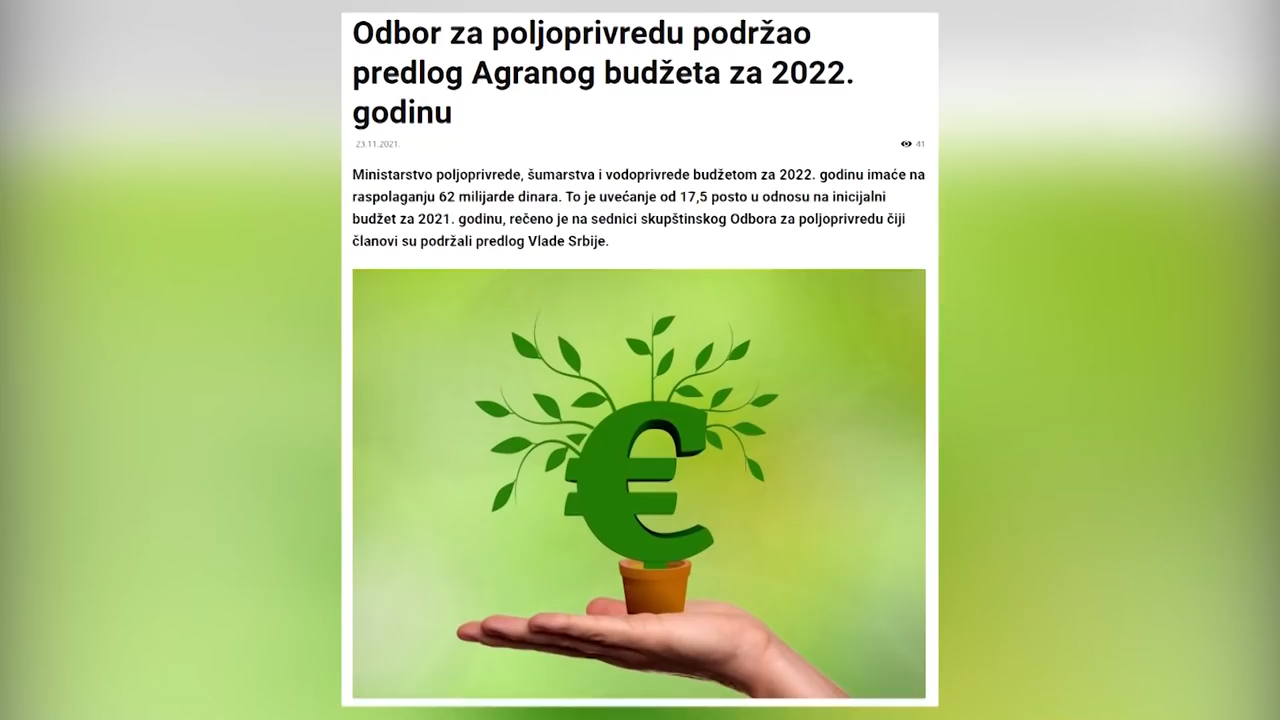 Odbor za poljoprivredu podržao
predlog Agranog budžeta za 2022.
godinu
23.11.2021.
41
Ministarstvo poljoprivrede, šumarstva i vodoprivrede budžetom za 2022. godinu imaće na
raspolaganju 62 milijarde dinara. To je uvećanje od 17,5 posto u odnosu na inicijalni
budžet za 2021. godinu, rečeno je na sednici skupštinskog Odbora za poljoprivredu čiji
članovi su podržali predlog Vlade Srbije.
€